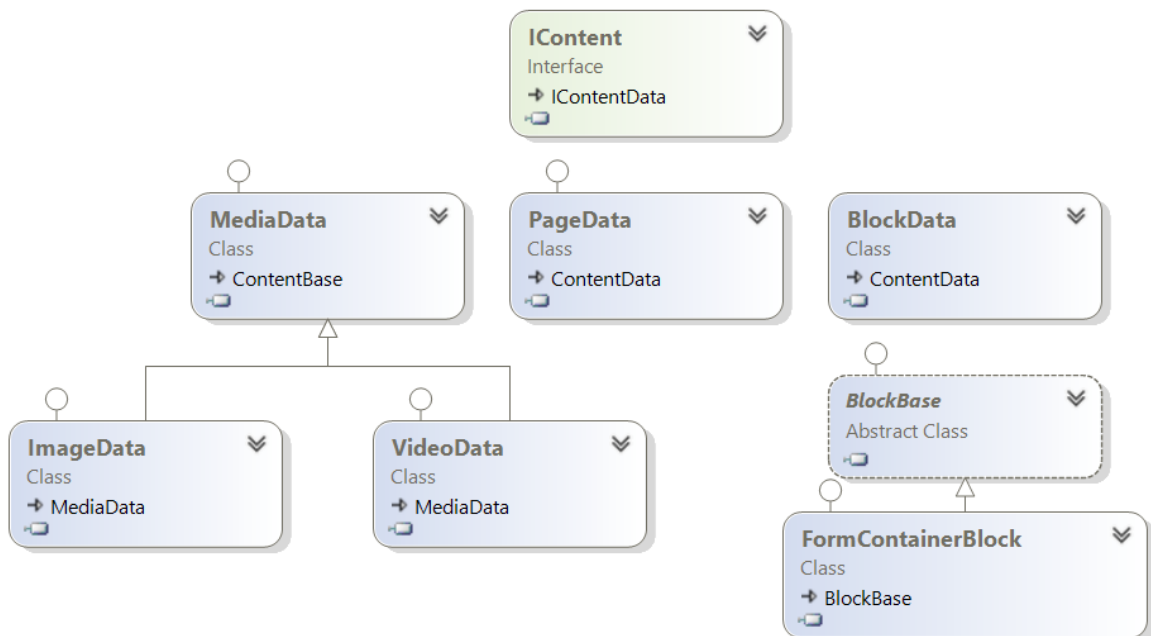 IContent
Interface
IContentData
MediaData
Class
ContentBase
PageData
Class
ContentData
BlockData
Class
ContentData
BlockBase
Abstract Class
ImageData
Class
MediaData
VideoData
Class
MediaData
FormContainerBlock
Class
BlockBase